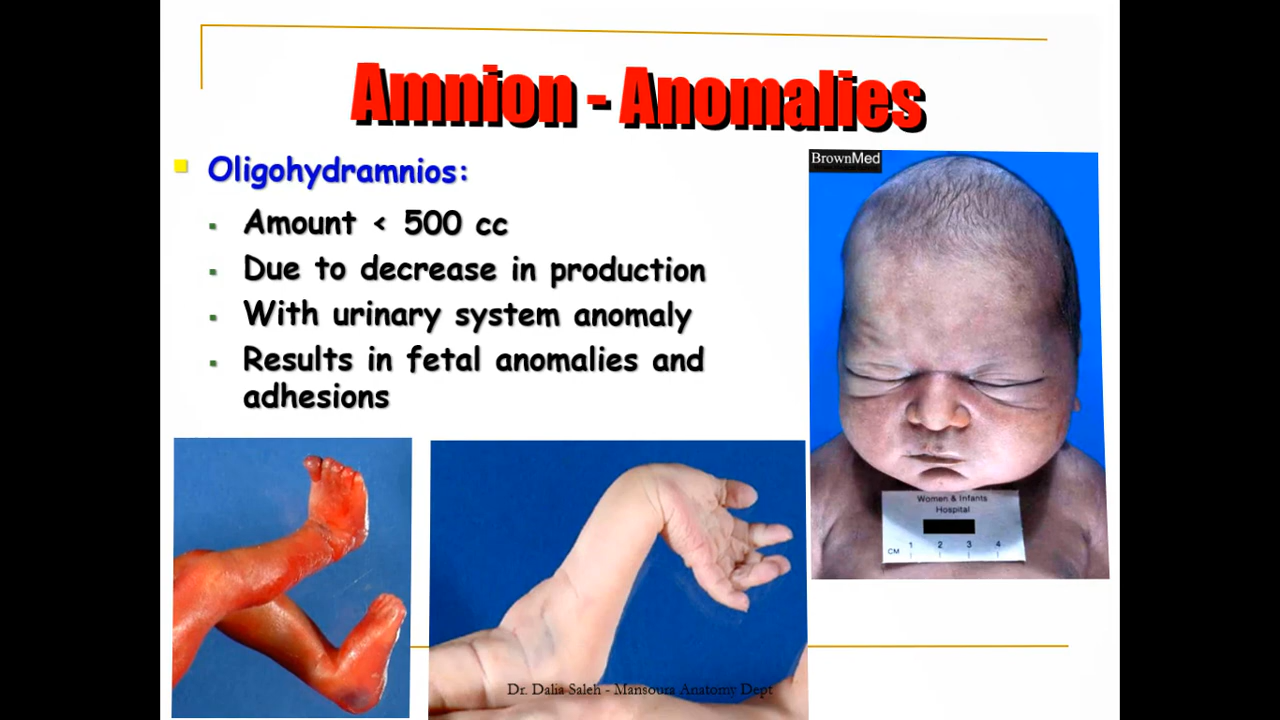 Amnion - Anomalies
Oligohydramnios:
Amount < 500 cc
Due to decrease in production
With urinary system anomaly
Results in fetal anomalies and
adhesions
BrownMed
Women & Infants
Hospital
CM 1 2 3 4
Dr. Dalia Saleh - Mansoura Anatomy Dept